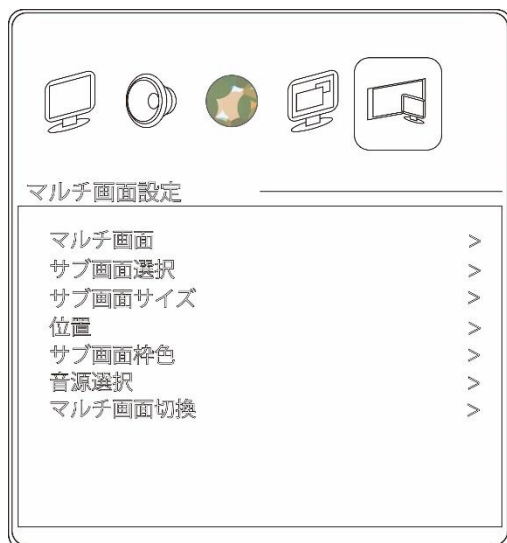 マルチ画面設定
マルチ画面 >
サブ画面選択 >
サブ画面サイズ >
位置 >
サブ画面枠色 >
音源選択 >
マルチ画面切換 >